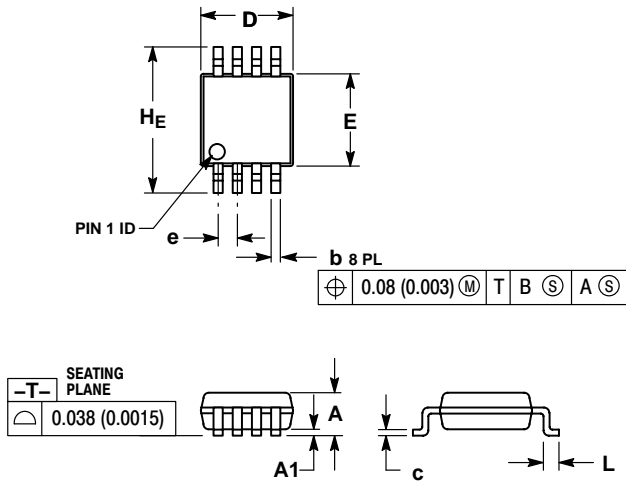 D
HE
E
PIN 1 ID
e
b 8 PL
⌖ 0.08 (0.003) Ⓜ T B Ⓢ A Ⓢ
SEATING
–T– PLANE
⌓ 0.038 (0.0015)
A
A1
c
L